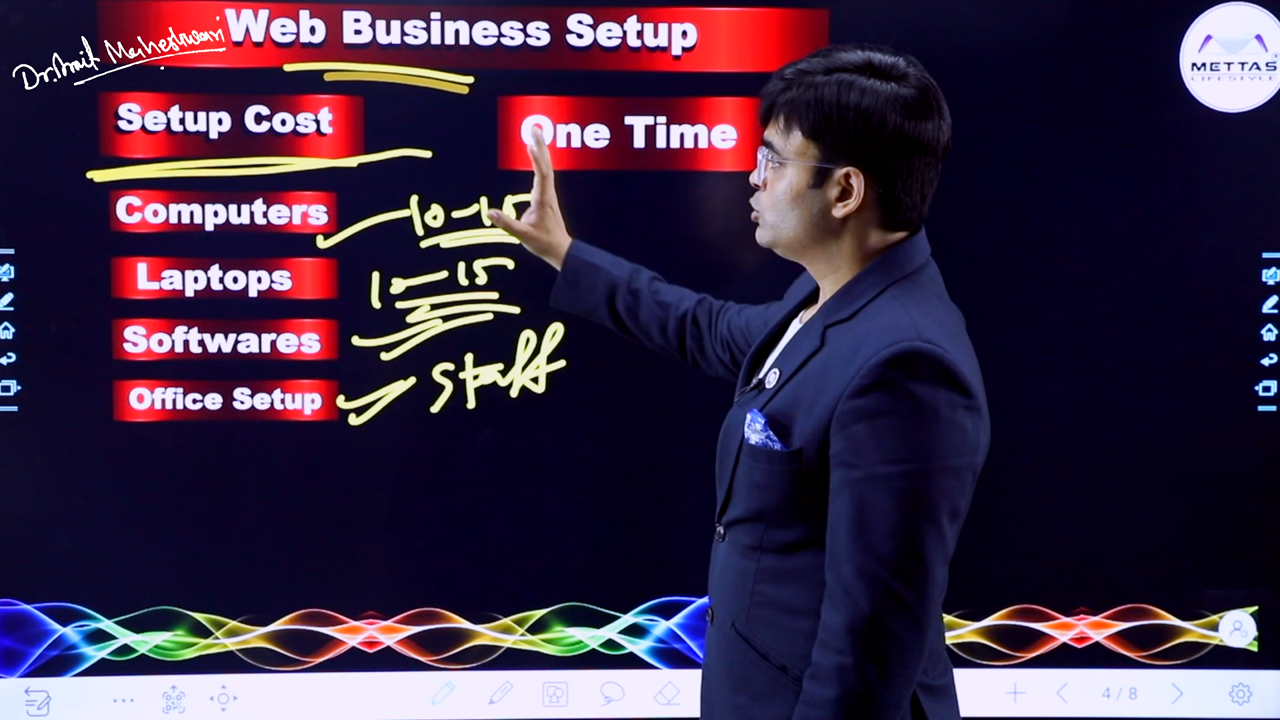 Web Business Setup
Dr. Amit Maheshwari
METTAS
LIFESTYLE
Setup Cost
One Time
Computers 10-15
Laptops 10-15
Softwares
Office Setup Staff
4/8